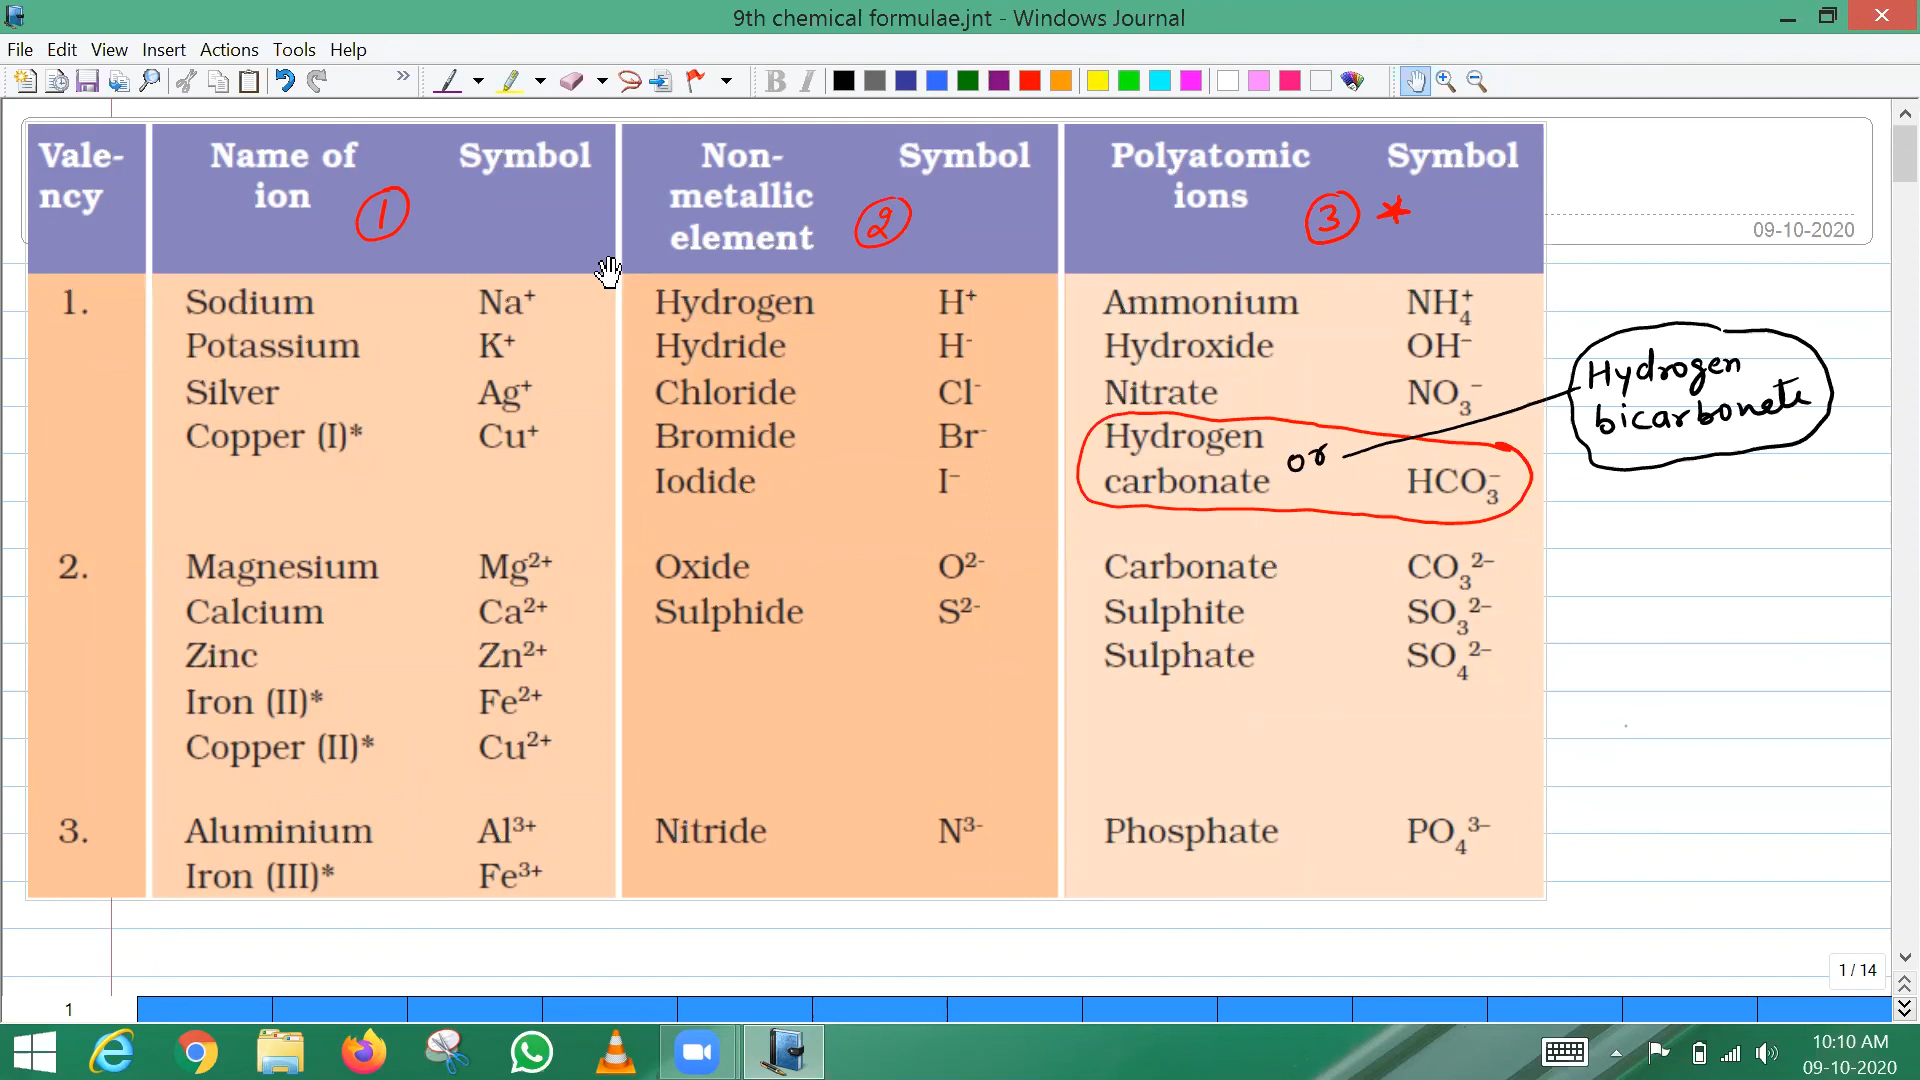 9th chemical formulae.jnt - Windows Journal
File Edit View Insert Actions Tools Help
B I
Vale-
ncy
Name of
ion
①
Symbol
Non-
metallic
element
②
Symbol
Polyatomic
ions
③ *
Symbol
09-10-2020
1. Sodium Na⁺ Hydrogen H⁺ Ammonium NH₄⁺
Potassium K⁺ Hydride H⁻ Hydroxide OH⁻
Silver Ag⁺ Chloride Cl⁻ Nitrate NO₃⁻
Copper (I)* Cu⁺ Bromide Br⁻ Hydrogen
Iodide I⁻ carbonate HCO₃⁻
or
Hydrogen
bicarbonate
2. Magnesium Mg²⁺ Oxide O²⁻ Carbonate CO₃²⁻
Calcium Ca²⁺ Sulphide S²⁻ Sulphite SO₃²⁻
Zinc Zn²⁺ Sulphate SO₄²⁻
Iron (II)* Fe²⁺
Copper (II)* Cu²⁺
3. Aluminium Al³⁺ Nitride N³⁻ Phosphate PO₄³⁻
Iron (III)* Fe³⁺
1 / 14
1
10:10 AM
09-10-2020